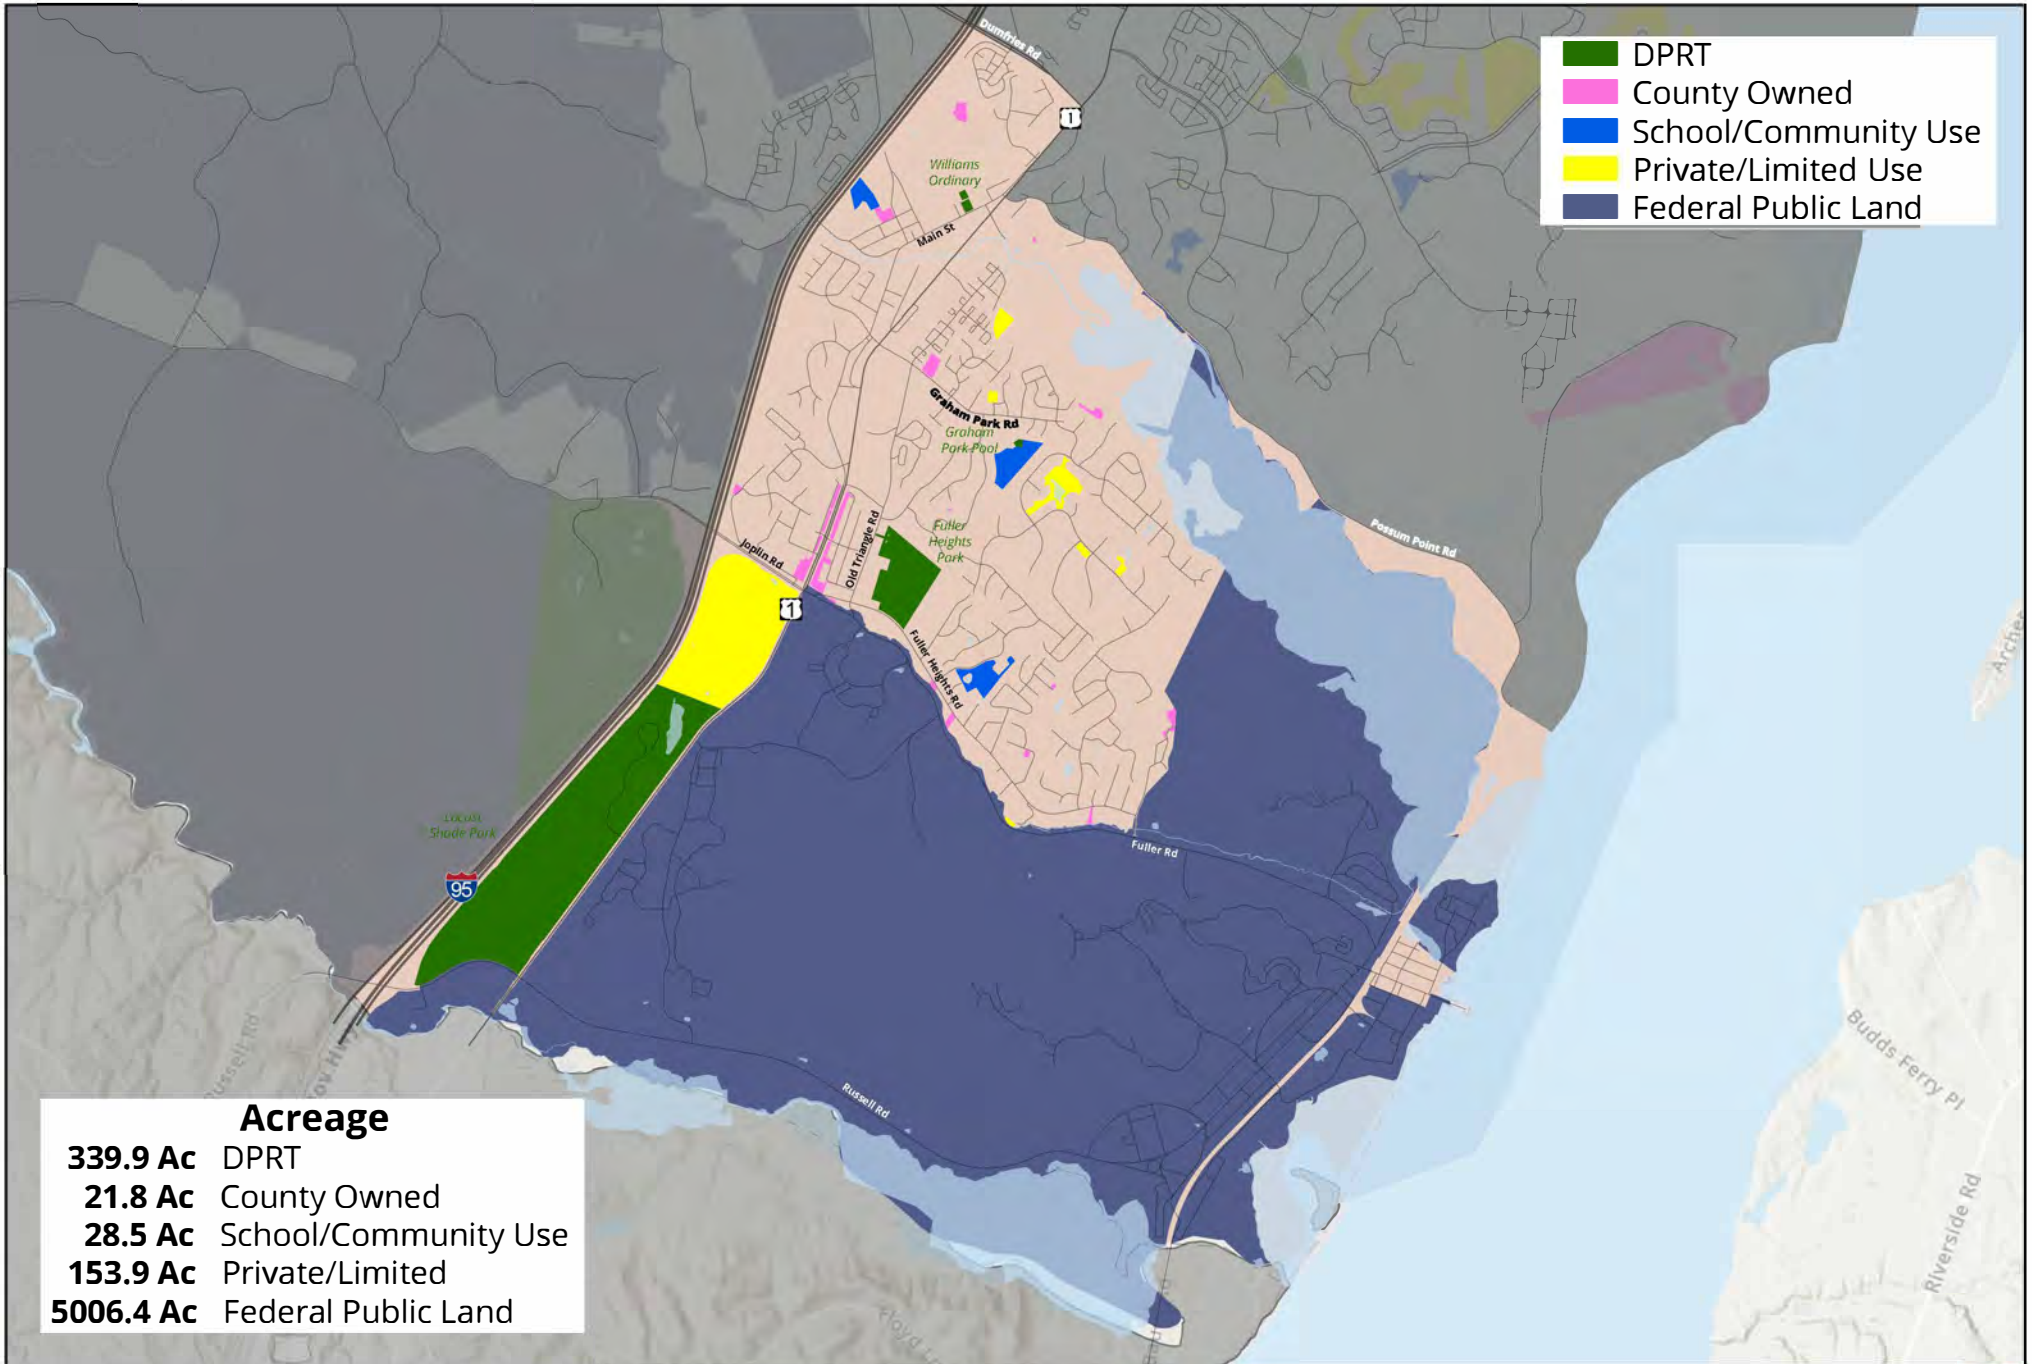 Dumfries Rd
1
DPRT
County Owned
School/Community Use
Private/Limited Use
Federal Public Land
Williams
Ordinary
Main St
Graham Park Rd
Graham
Park Pool
Possum Point Rd
Fuller
Heights
Park
Old Triangle Rd
Joplin Rd
1
Fuller Heights Rd
Archer
Locust
Shade Park
95
Fuller Rd
Russell Rd
Budds Ferry Pl
Russell Rd
Riverside Rd
Acreage
339.9 Ac DPRT
21.8 Ac County Owned
28.5 Ac School/Community Use
153.9 Ac Private/Limited
5006.4 Ac Federal Public Land